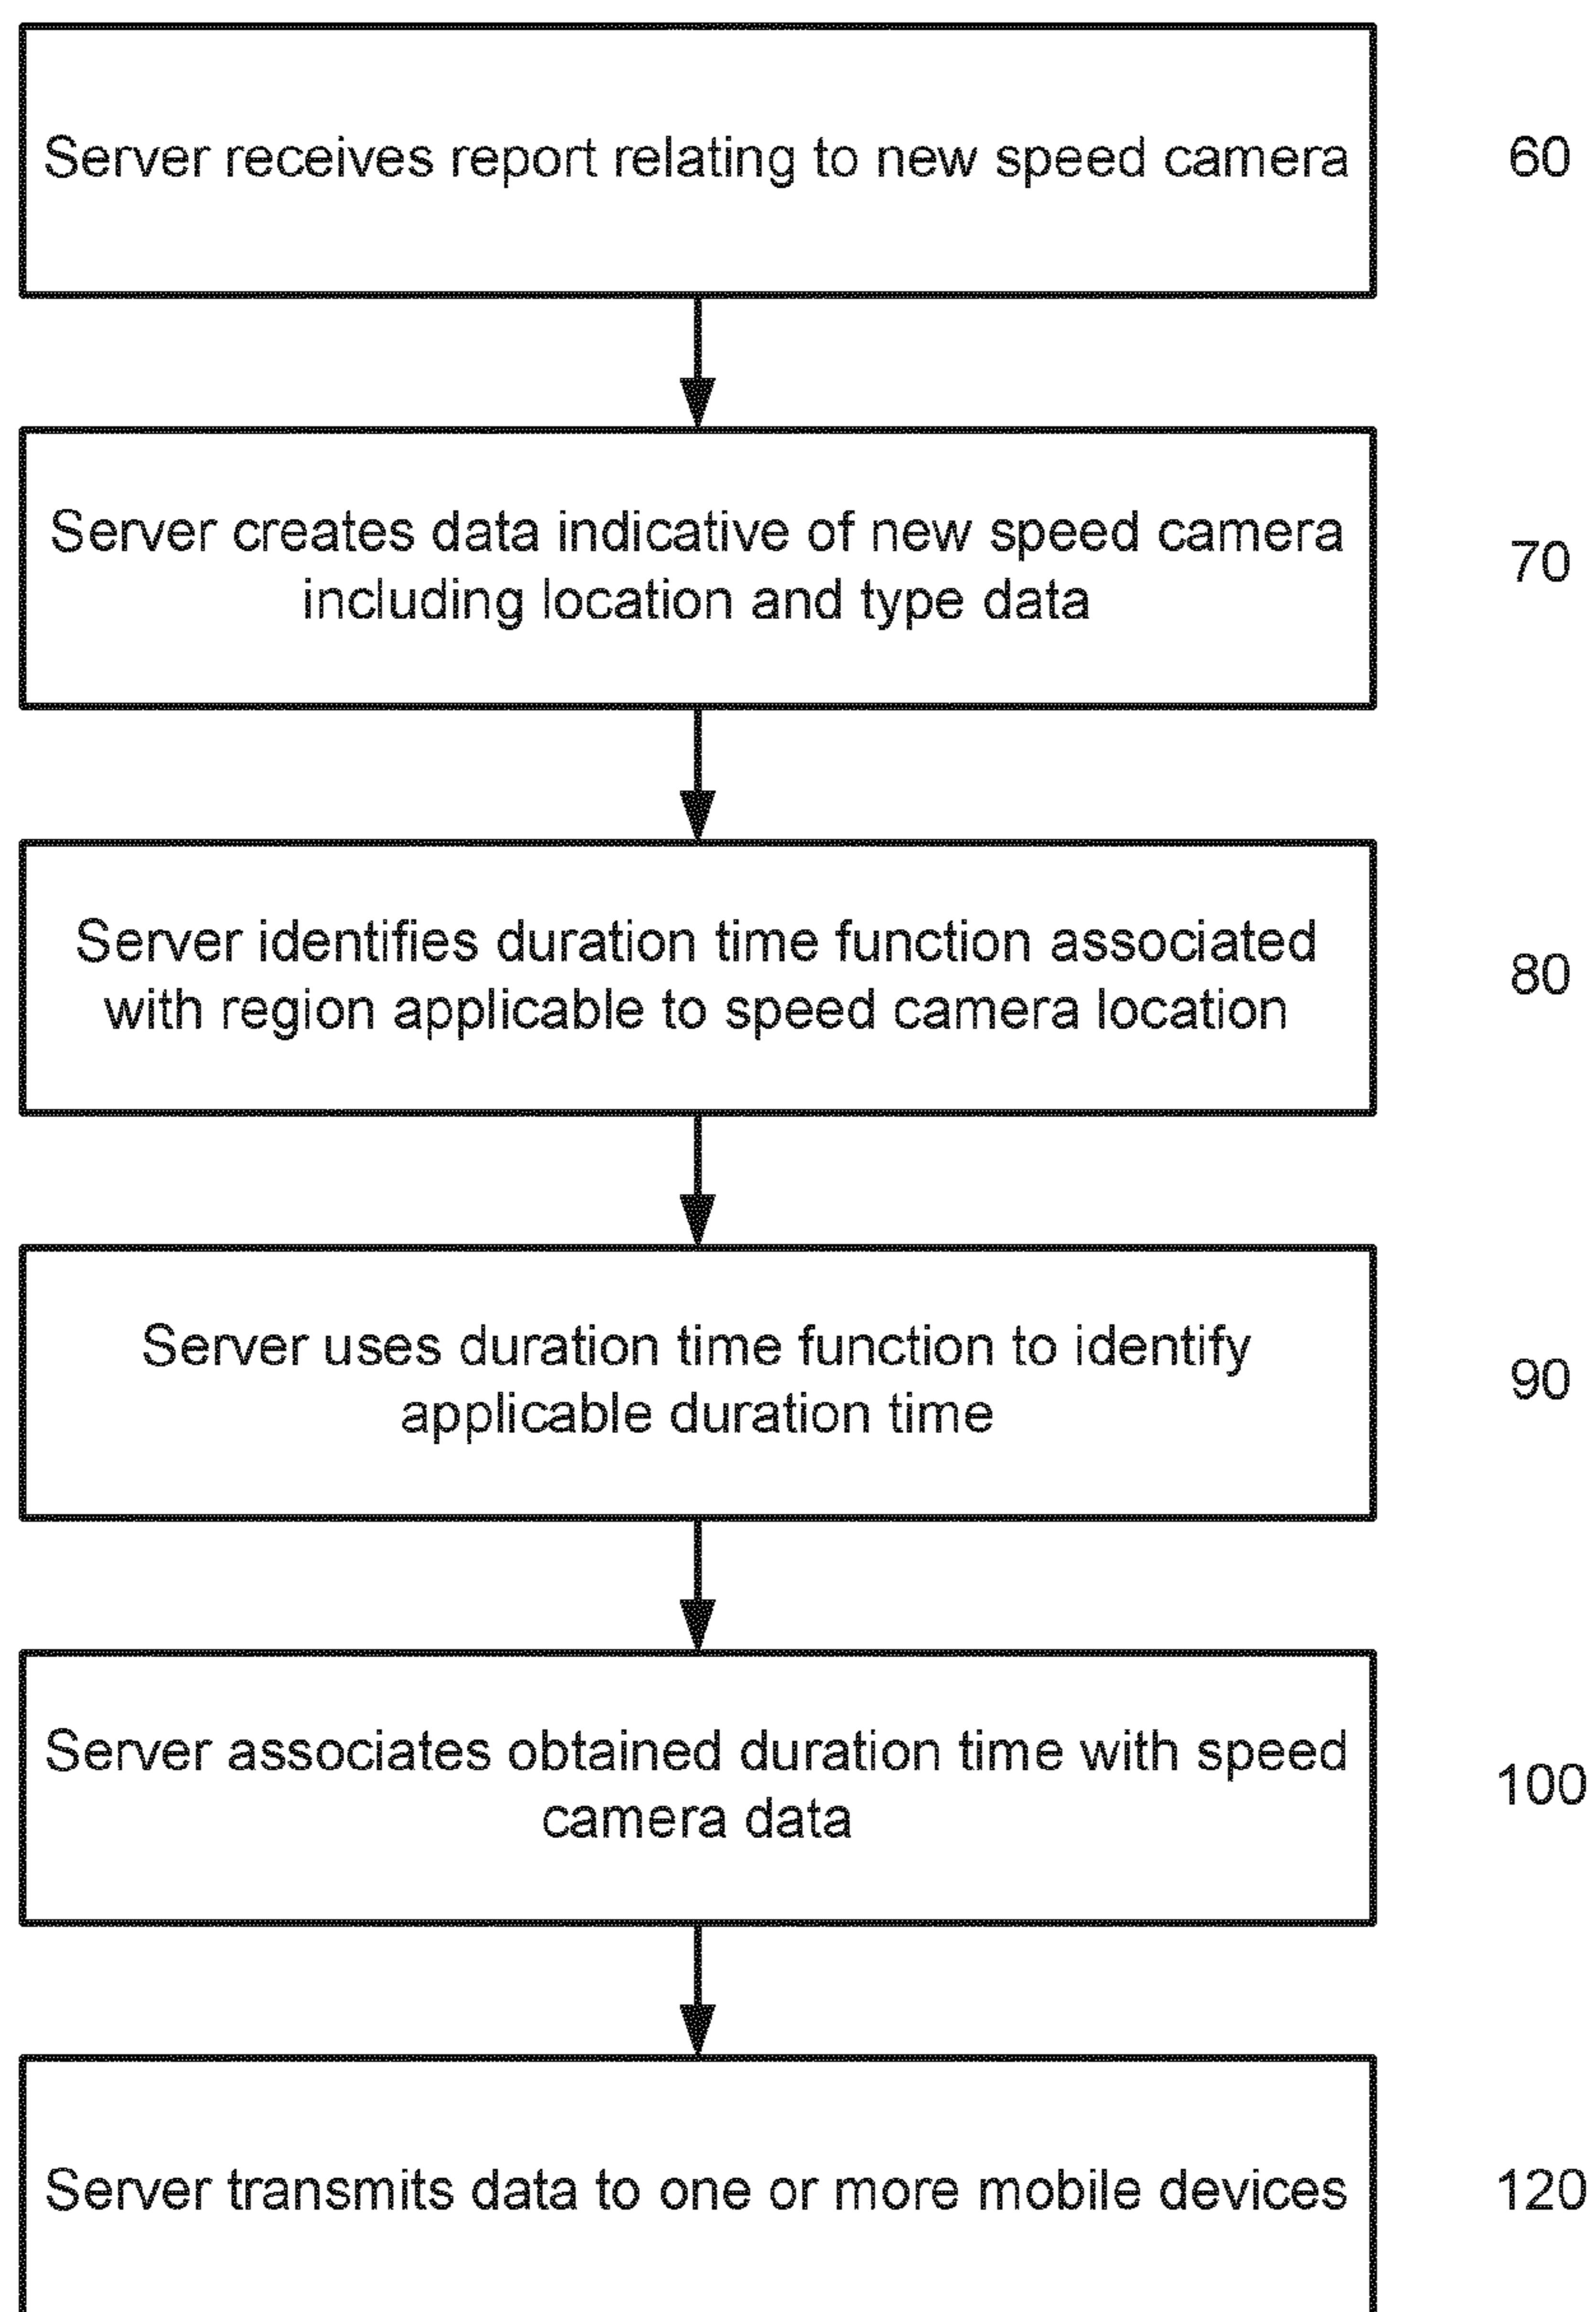 Server receives report relating to new speed camera
60
Server creates data indicative of new speed camera
including location and type data
70
Server identifies duration time function associated
with region applicable to speed camera location
80
Server uses duration time function to identify
applicable duration time
90
Server associates obtained duration time with speed
camera data
100
Server transmits data to one or more mobile devices
120